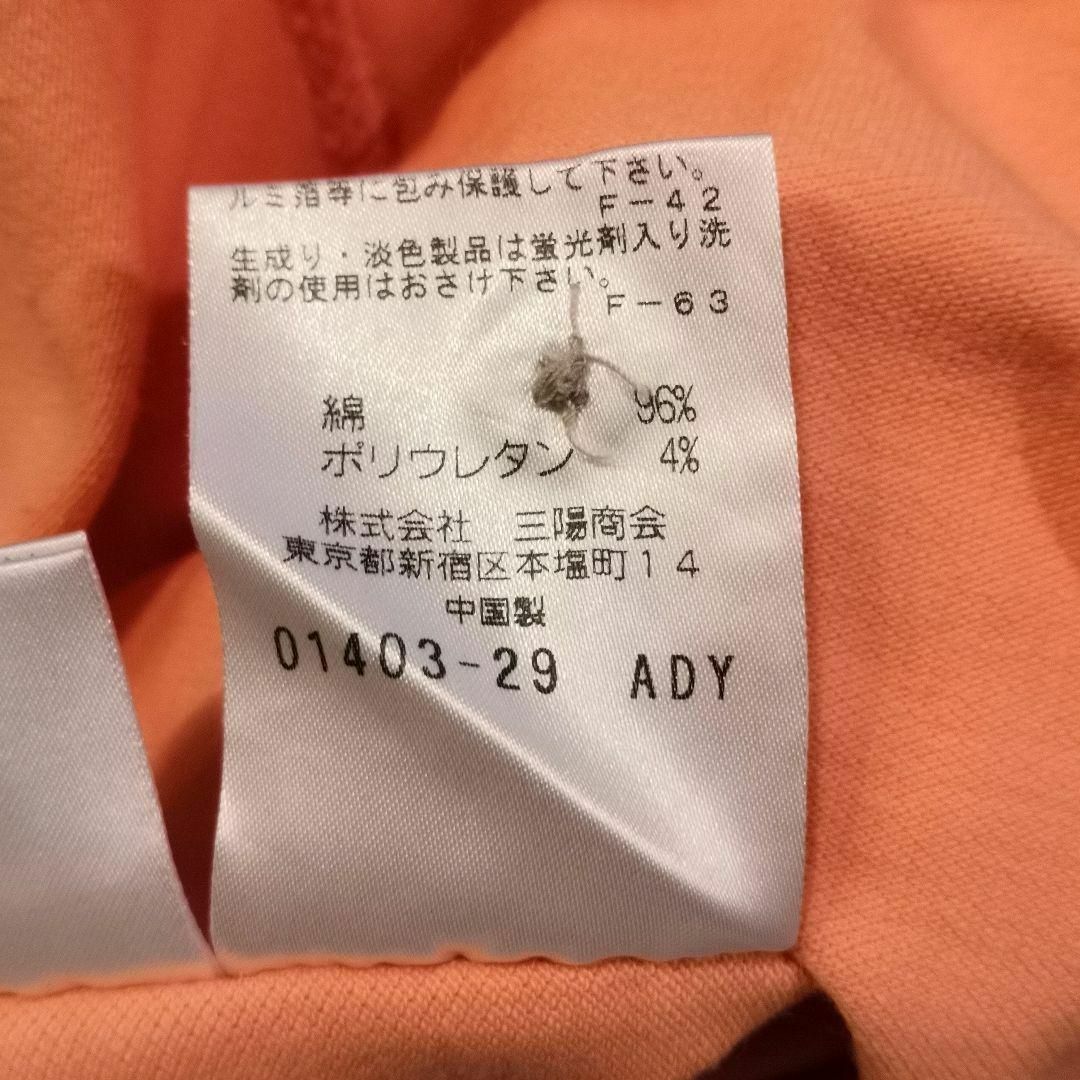 ルミ箔等に包み保護して下さい。
F-42
生成り・淡色製品は蛍光剤入り洗
剤の使用はおさけ下さい。
F-63
綿 96%
ポリウレタン 4%
株式会社 三陽商会
東京都新宿区本塩町14
中国製
01403-29 ADY